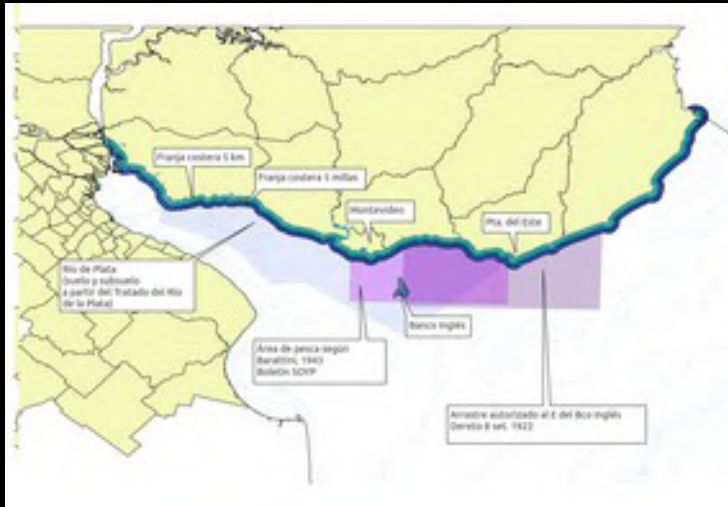 Franja costera 5 km
Franja costera 5 millas
Montevideo
Pta. del Este
Río de Plata
(suelo y subsuelo
a partir del Tratado del Río
de la Plata)
Banco Inglés
Área de pesca según
Barattini, 1943
Boletín SOYP
Arrastre autorizado al E del Bco Inglés
Dereto 8 set. 1922